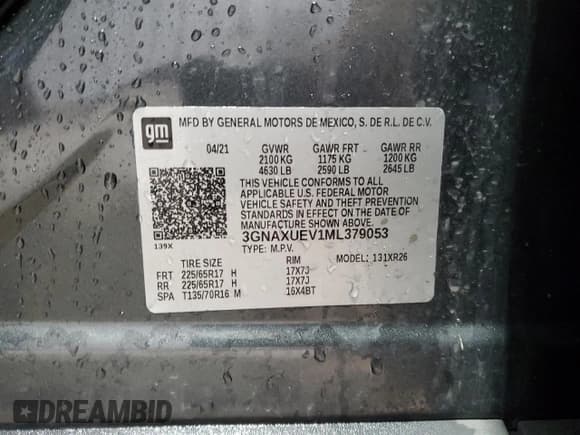 gm
MFD BY GENERAL MOTORS DE MEXICO, S. DE R.L. DE C.V.
04/21 GVWR GAWR FRT GAWR RR
2100 KG 1175 KG 1200 KG
4630 LB 2590 LB 2645 LB
THIS VEHICLE CONFORMS TO ALL
APPLICABLE U.S. FEDERAL MOTOR
VEHICLE SAFETY AND THEFT PREVENTION
STANDARDS IN EFFECT ON THE DATE OF
MANUFACTURE SHOWN ABOVE.
3GNAXUEV1ML379053
139X
TYPE: M.P.V. MODEL: 131XR26
TIRE SIZE RIM
FRT 225/65R17 H 17X7J
RR 225/65R17 H 17X7J
SPA T135/70R16 M 16X4BT
DREAMBID